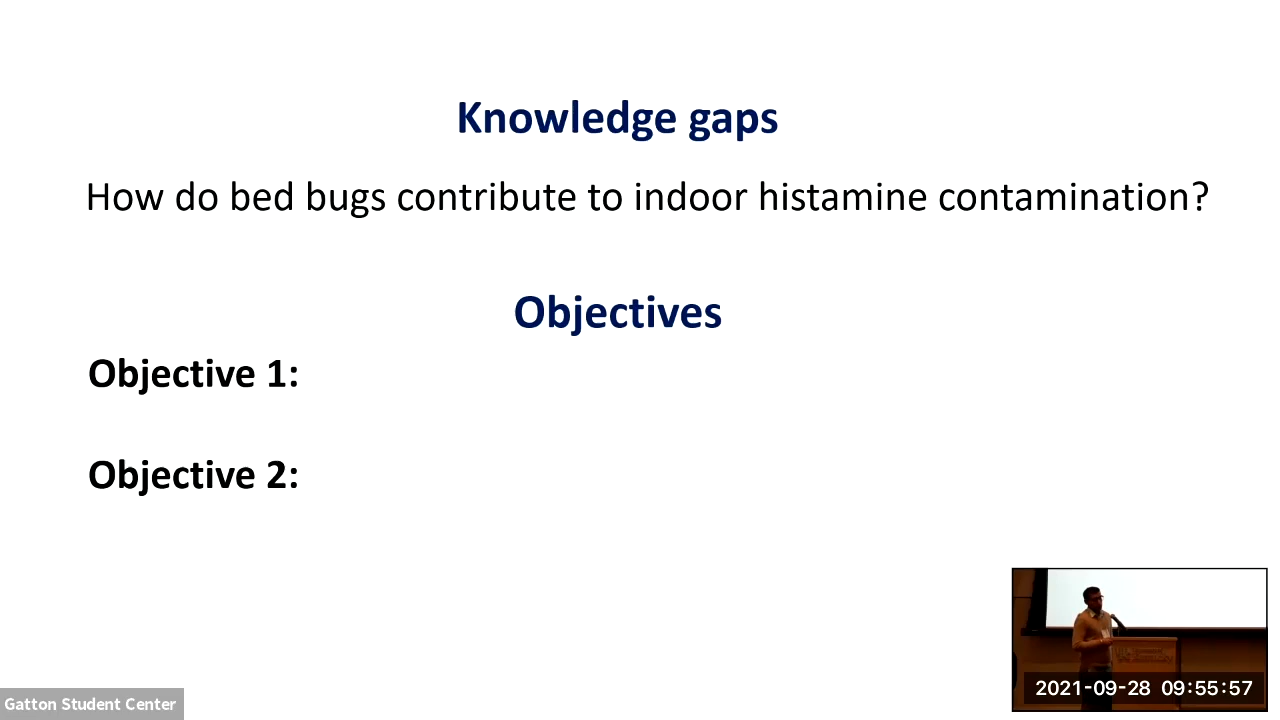 Knowledge gaps
How do bed bugs contribute to indoor histamine contamination?
Objectives
Objective 1:
Objective 2:
2021-09-28 09:55:57
Gatton Student Center